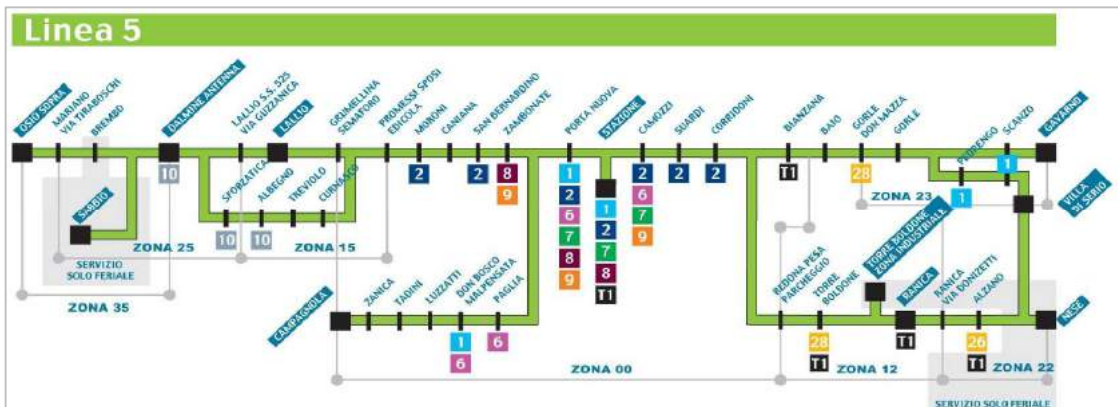 Linea 5
OSIO SOPRA
MARIANO
VIA TIRABOSCHI
BREMBO
DALMINE ANTENNA
LALLIO S.S. 525
VIA GUZZANICA
LALLIO
GRUMELLINA
SEMAFORO
PROMESSI SPOSI
EDICOLA
MORONI
CANIANA
SAN BERNARDINO
ZAMBONATE
PORTA NUOVA
STAZIONE
CAMOZZI
SUARDI
CORRIDONI
BIANZANA
BAIO
GORLE
DON MAZZA
GORLE
PEDRENGO
SCANZO
GAVARNO
10
2
2
8
9
1
2
6
7
8
9
1
2
7
8
T1
2
6
7
9
2
2
T1
28
1
1
SABBIO
SFORZATICA
ALBEGNO
TREVIOLO
CURNASCO
10
10
ZONA 25
ZONA 15
SERVIZIO
SOLO FERIALE
ZONA 35
ZONA 23
VILLA
DI SERIO
CAMPAGNOLA
ZANICA
TADINI
LUZZATTI
DON BOSCO
MALPENSATA
PAGLIA
1
6
6
REDONA PESA
PARCHEGGIO
TORRE
BOLDONE
TORRE BOLDONE
ZONA INDUSTRIALE
RANICA
RANICA
VIA DONIZETTI
ALZANO
NESE
28
T1
T1
26
T1
ZONA 00
ZONA 12
ZONA 22
SERVIZIO SOLO FERIALE